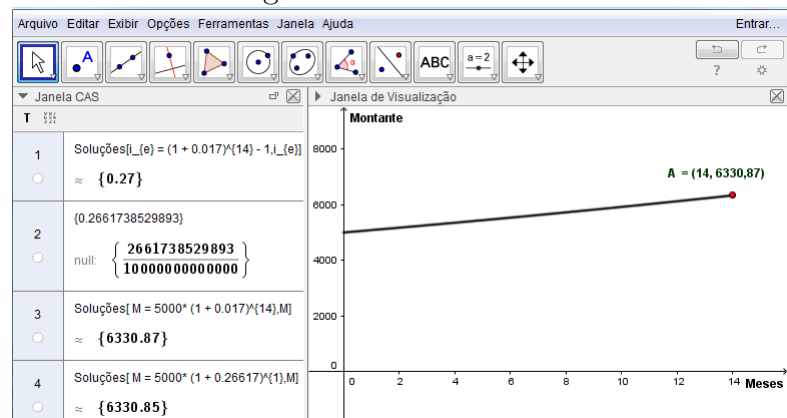 Arquivo Editar Exibir Opções Ferramentas Janela Ajuda Entrar...
A α ABC a=2 ?
Janela CAS
T
1 Soluções[i_{e} = (1 + 0.017)^{14} - 1,i_{e}]
≈ {0.27}
2 {0.2661738529893}
null: {2661738529893
10000000000000}
3 Soluções[ M = 5000* (1 + 0.017)^{14},M]
≈ {6330.87}
4 Soluções[ M = 5000* (1 + 0.26617)^{1},M]
≈ {6330.85}
Janela de Visualização
Montante
8000
A = (14, 6330,87)
6000
4000
2000
0
0 2 4 6 8 10 12 14 Meses